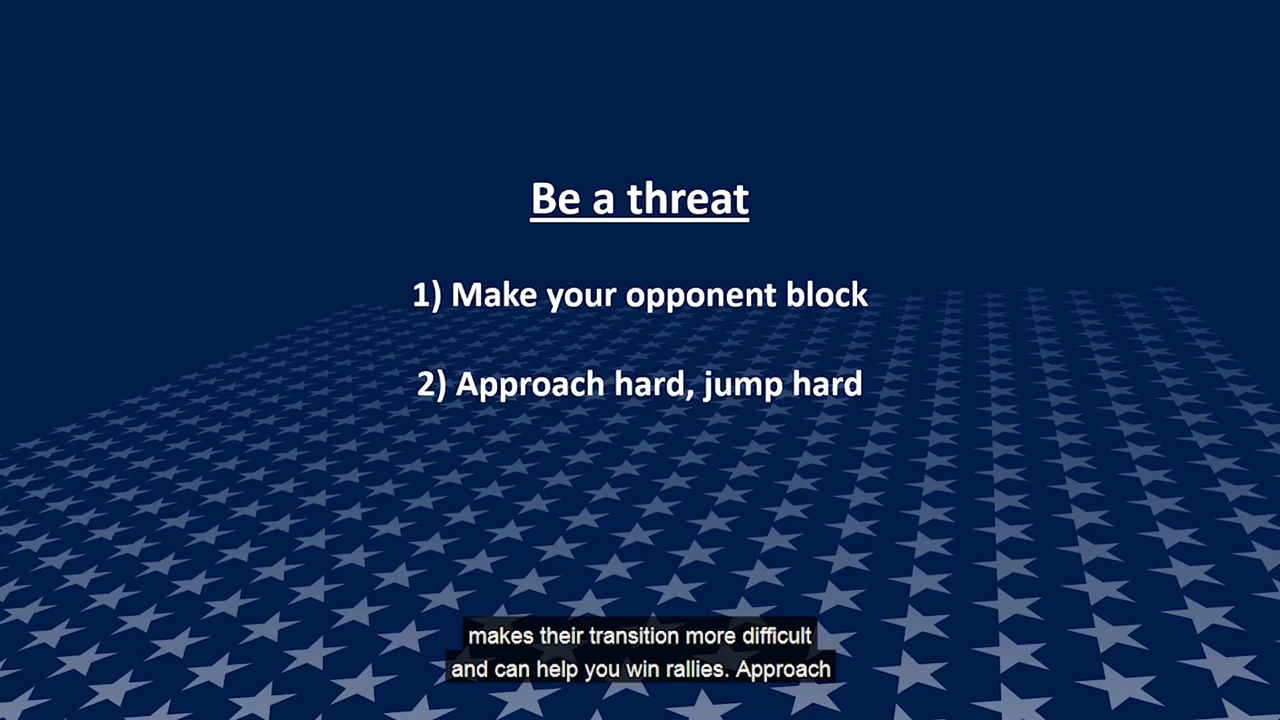 Be a threat
1) Make your opponent block
2) Approach hard, jump hard
makes their transition more difficult
and can help you win rallies. Approach